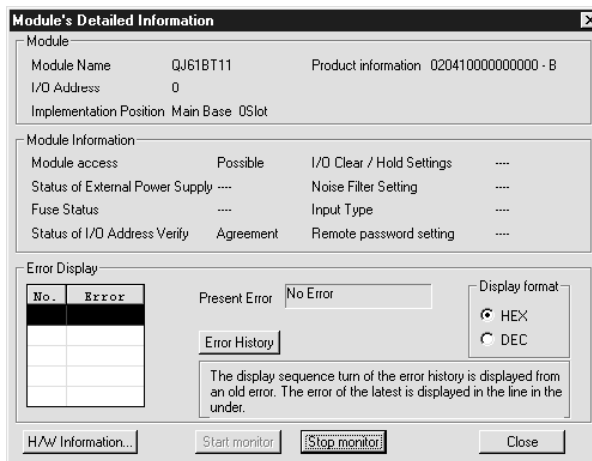 Module's Detailed Information
Module
Module Name QJ61BT11 Product information 020410000000000 - B
I/O Address 0
Implementation Position Main Base 0Slot
Module Information
Module access Possible I/O Clear / Hold Settings ----
Status of External Power Supply ---- Noise Filter Setting ----
Fuse Status ---- Input Type ----
Status of I/O Address Verify Agreement Remote password setting ----
Error Display
No. Error
Present Error No Error
Display format
HEX
DEC
Error History
The display sequence turn of the error history is displayed from
an old error. The error of the latest is displayed in the line in the
under.
H/W Information... Start monitor Stop monitor Close